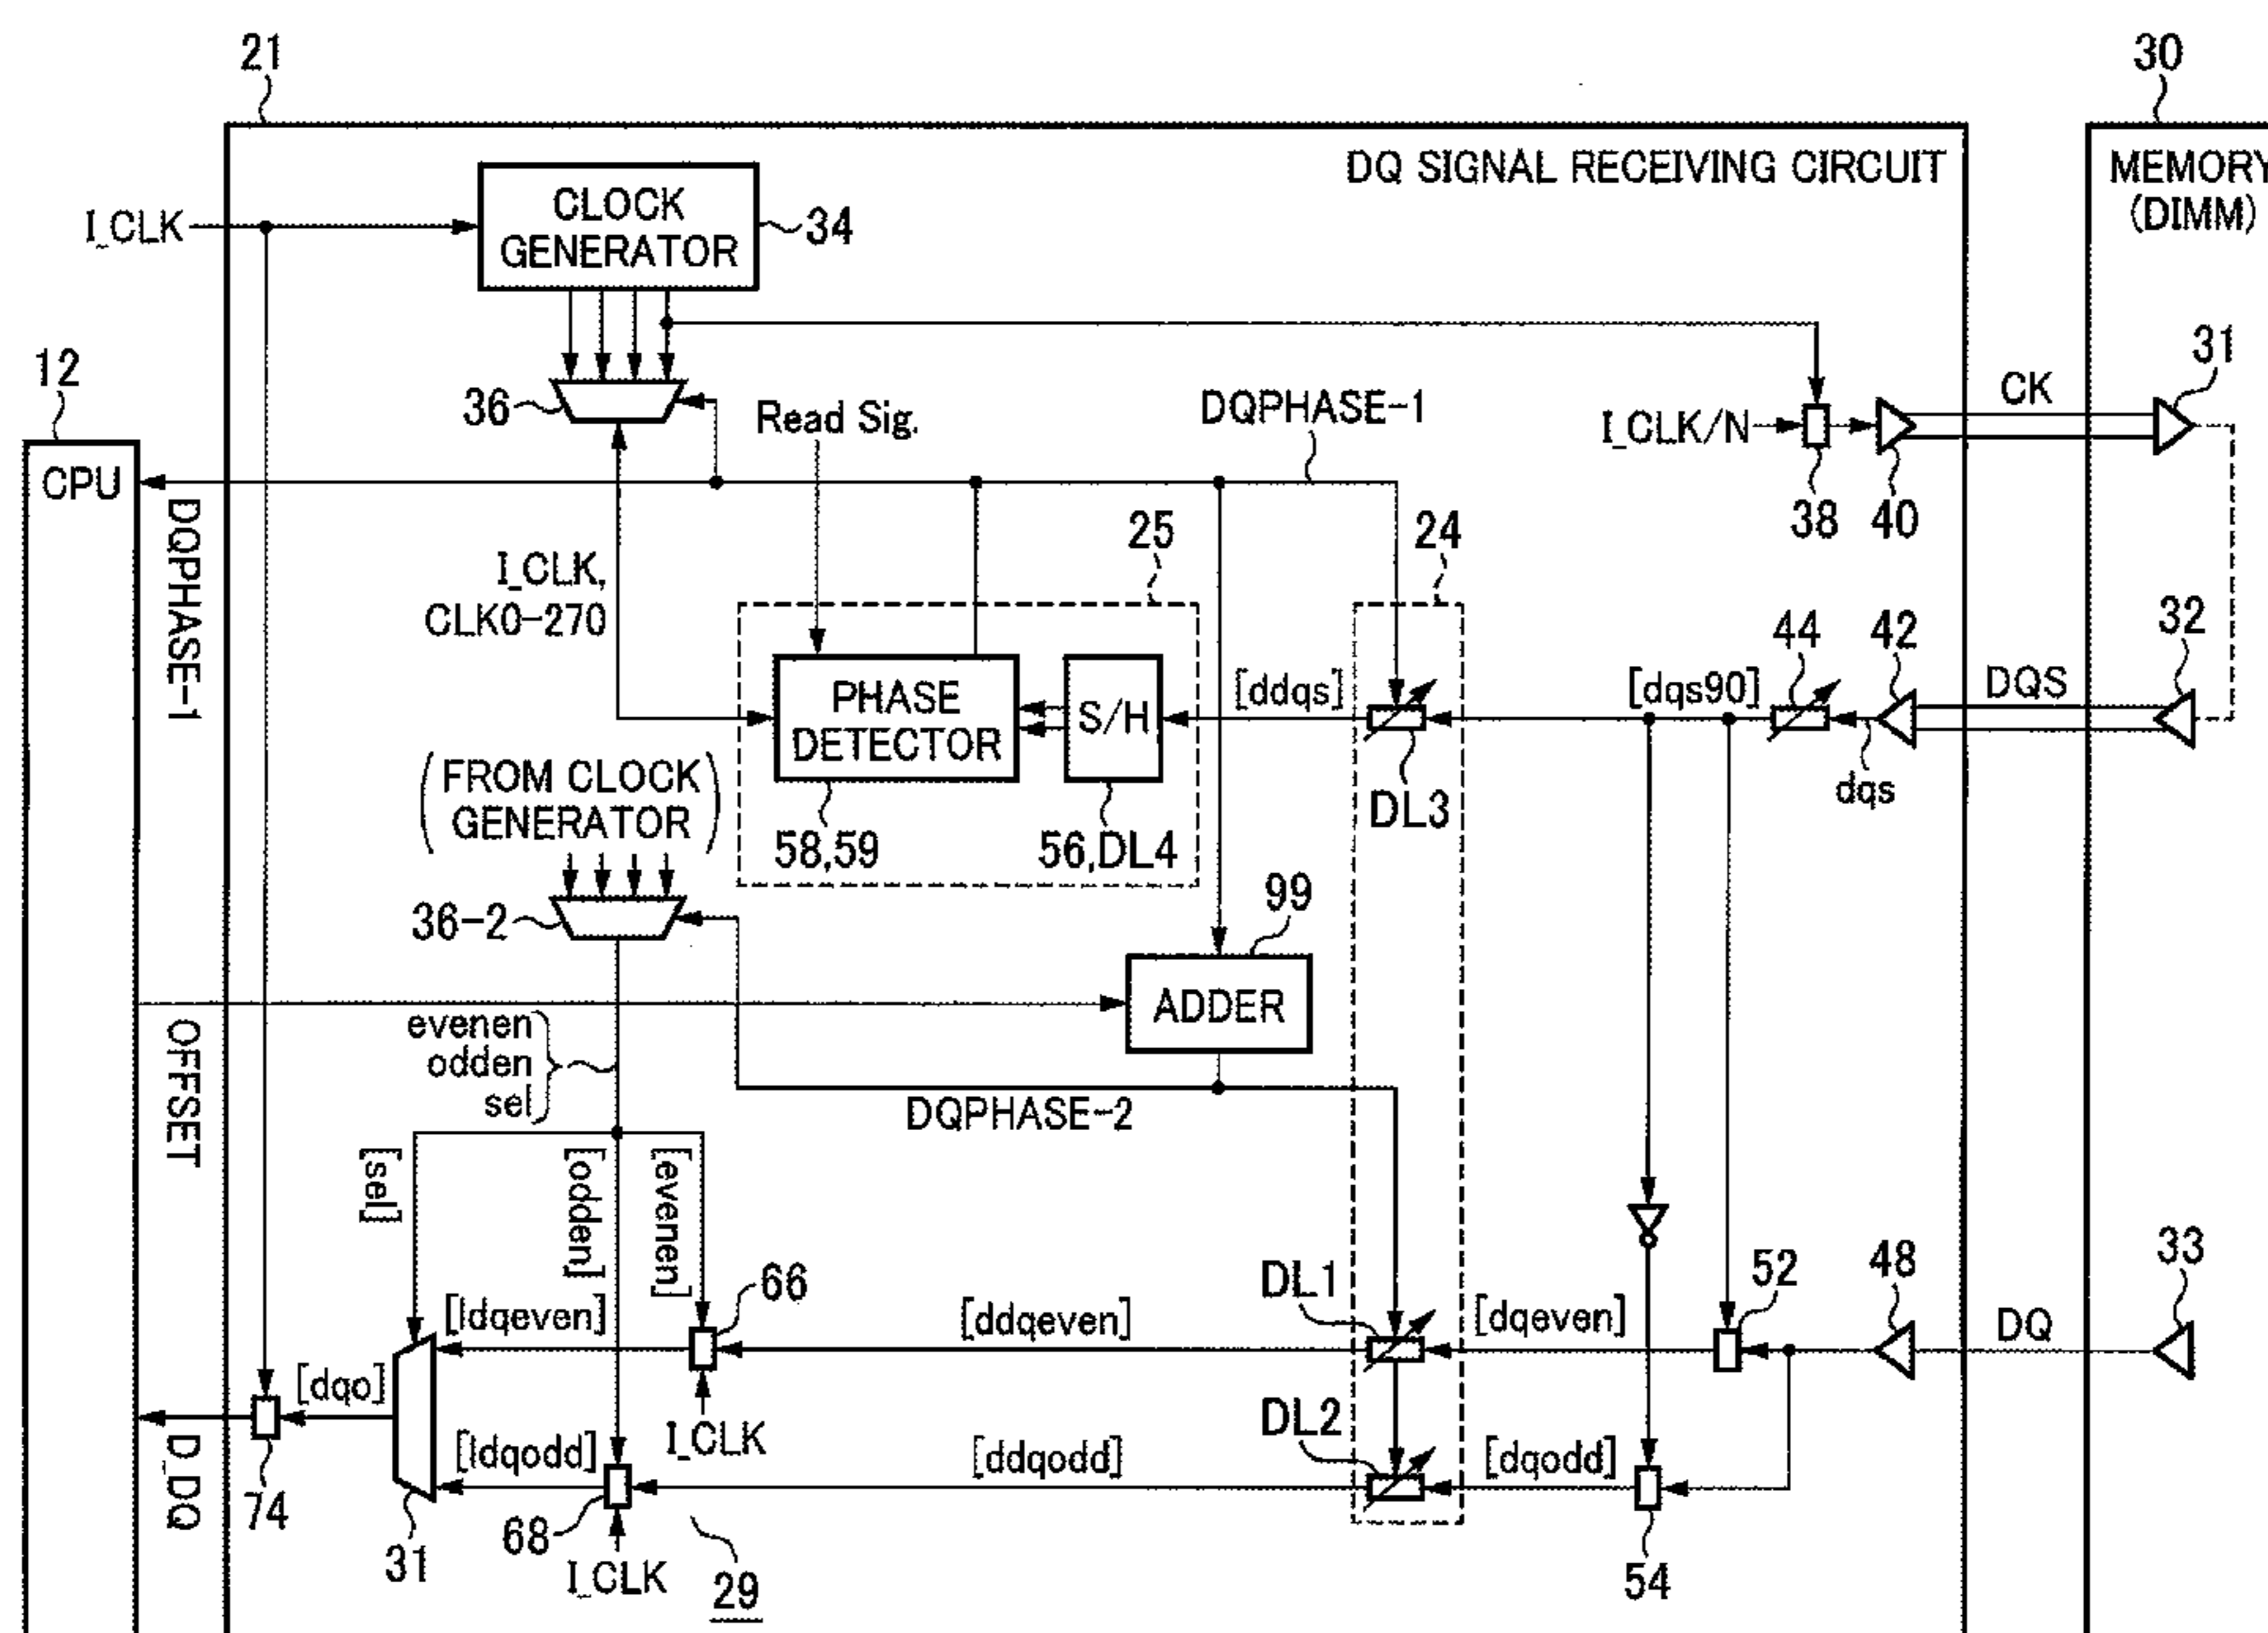 21
30
DQ SIGNAL RECEIVING CIRCUIT
MEMORY
(DIMM)
I_CLK
CLOCK
GENERATOR
34
12
36
Read Sig.
DQPHASE-1
I_CLK/N
38
40
CK
31
CPU
DQPHASE-1
I_CLK,
CLK0-270
25
24
PHASE
DETECTOR
S/H
[ddqs]
[dqs90]
44
42
DQS
32
dqs
DL3
58,59
56,DL4
(FROM CLOCK
GENERATOR)
36-2
99
ADDER
OFFSET
evenen
odden
sel
DQPHASE-2
[sel]
[odden]
[evenen]
66
[ldqeven]
[ddqeven]
DL1
[dqeven]
52
48
DQ
33
I_CLK
[dqo]
D_DQ
74
31
[ldqodd]
68
I_CLK
29
[ddqodd]
DL2
[dqodd]
54